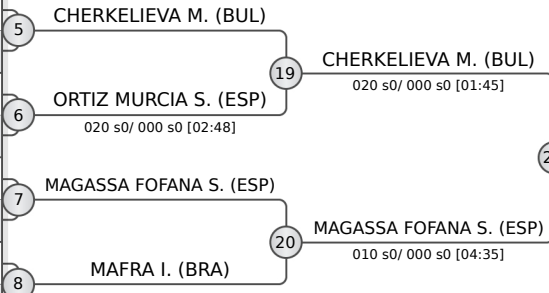 5
CHERKELIEVA M. (BUL)
19
CHERKELIEVA M. (BUL)
020 s0/ 000 s0 [01:45]
6
ORTIZ MURCIA S. (ESP)
020 s0/ 000 s0 [02:48]
7
MAGASSA FOFANA S. (ESP)
20
MAGASSA FOFANA S. (ESP)
010 s0/ 000 s0 [04:35]
8
MAFRA I. (BRA)